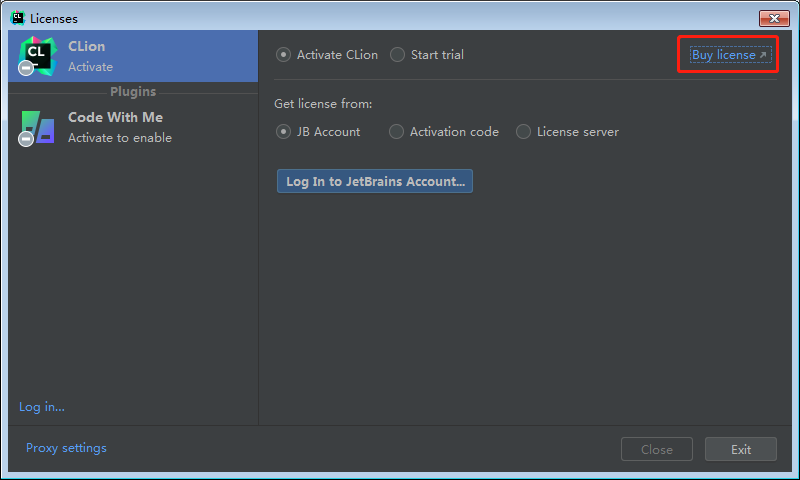 Licenses
CL
CLion
Activate
Plugins
Code With Me
Activate to enable
Log in...
Activate CLion
Start trial
Buy license ↗
Get license from:
JB Account
Activation code
License server
Log In to JetBrains Account...
Proxy settings
Close
Exit